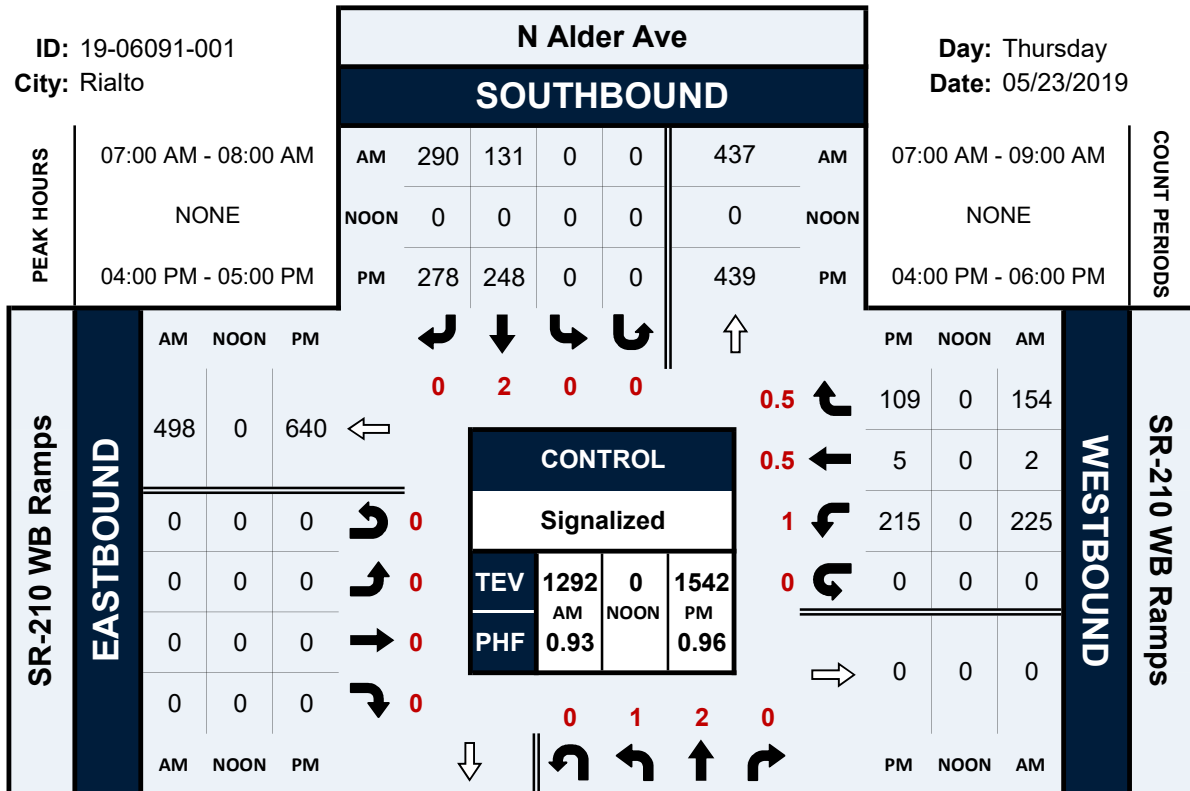 N Alder Ave
ID: 19-06091-001
Day: Thursday
City: Rialto
Date: 05/23/2019
SOUTHBOUND
PEAK HOURS
07:00 AM - 08:00 AM
AM 290 131 0 0 437 AM
07:00 AM - 09:00 AM
COUNT PERIODS
NONE
NOON 0 0 0 0 0 NOON
NONE
04:00 PM - 05:00 PM
PM 278 248 0 0 439 PM
04:00 PM - 06:00 PM
SR-210 WB Ramps
EASTBOUND
AM NOON PM
PM NOON AM
0 2 0 0
498 0 640
0.5 109 0 154
0.5 5 0 2
0 0 0 0
1 215 0 225
0 0 0 0
0 0 0 0
0 0 0 0
0 0 0 0
0 0 0
CONTROL
Signalized
TEV 1292 0 1542
AM NOON PM
PHF 0.93 0.96
WESTBOUND
SR-210 WB Ramps
0 1 2 0
AM NOON PM
PM NOON AM